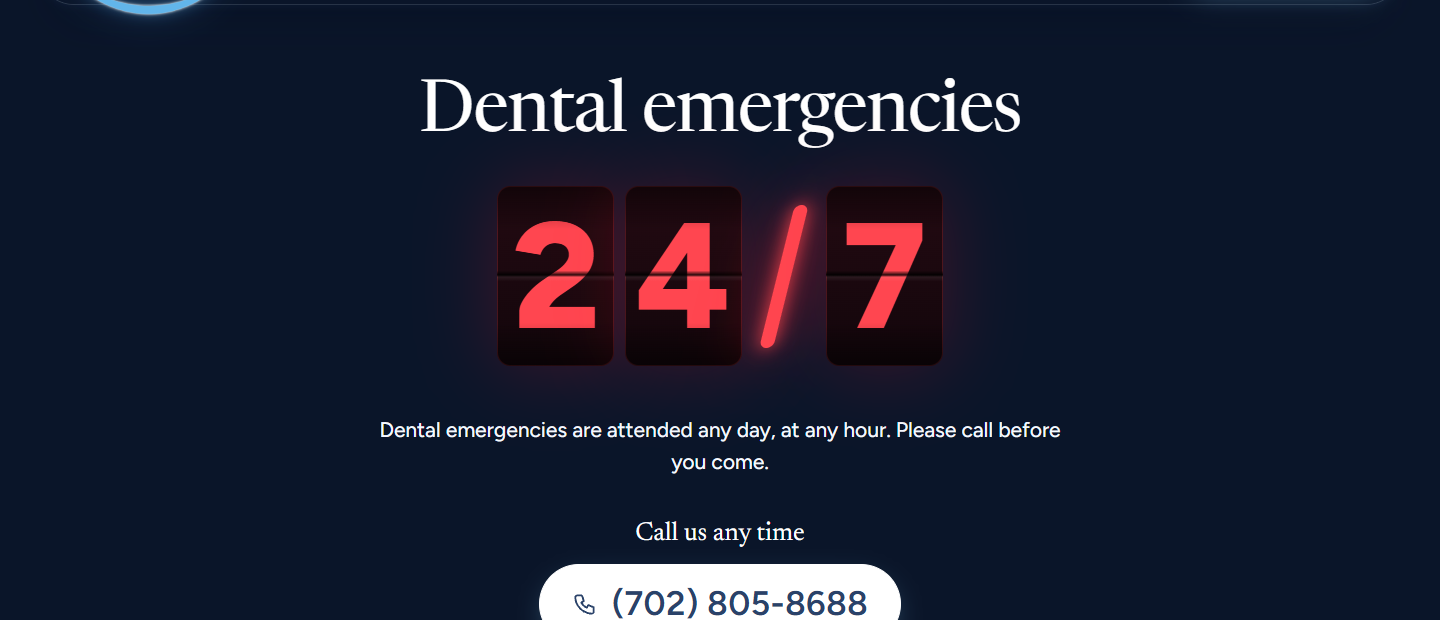 Dental emergencies
24/7
Dental emergencies are attended any day, at any hour. Please call before
you come.
Call us any time
(702) 805-8688